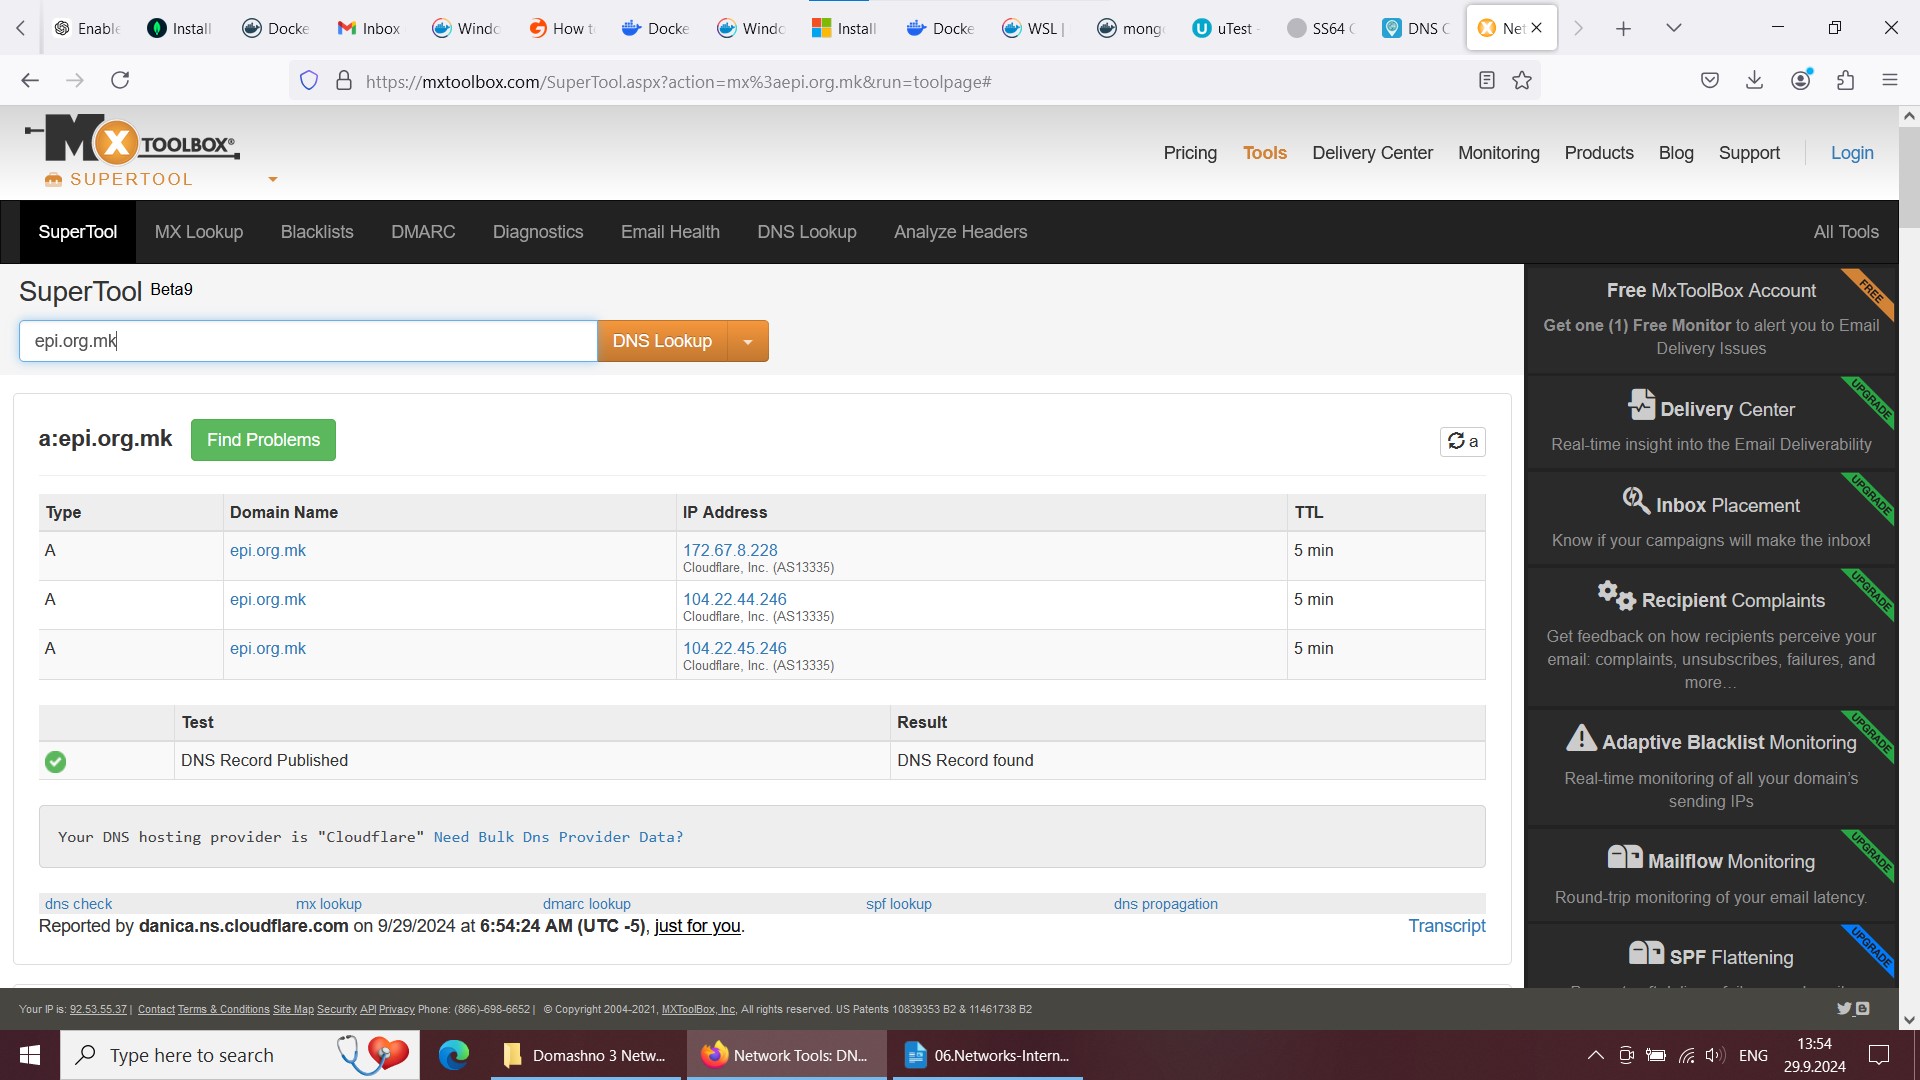 Enable
Install
Docke
Inbox
Windo
How to
Docke
Windo
Install
Docke
WSL |
mong
uTest
SS64
DNS C
Net
https://mxtoolbox.com/SuperTool.aspx?action=mx%3aepi.org.mk&run=toolpage#
MX TOOLBOX®
SUPERTOOL
Pricing
Tools
Delivery Center
Monitoring
Products
Blog
Support
Login
SuperTool
MX Lookup
Blacklists
DMARC
Diagnostics
Email Health
DNS Lookup
Analyze Headers
All Tools
SuperTool Beta9
epi.org.mk
DNS Lookup
a:epi.org.mk
Find Problems
a
Type Domain Name IP Address TTL
A epi.org.mk 172.67.8.228 5 min
Cloudflare, Inc. (AS13335)
A epi.org.mk 104.22.44.246 5 min
Cloudflare, Inc. (AS13335)
A epi.org.mk 104.22.45.246 5 min
Cloudflare, Inc. (AS13335)
Test Result
DNS Record Published DNS Record found
Your DNS hosting provider is "Cloudflare" Need Bulk Dns Provider Data?
dns check mx lookup dmarc lookup spf lookup dns propagation
Reported by danica.ns.cloudflare.com on 9/29/2024 at 6:54:24 AM (UTC -5), just for you. Transcript
FREE
Free MxToolBox Account
Get one (1) Free Monitor to alert you to Email
Delivery Issues
UPGRADE
Delivery Center
Real-time insight into the Email Deliverability
UPGRADE
Inbox Placement
Know if your campaigns will make the inbox!
UPGRADE
Recipient Complaints
Get feedback on how recipients perceive your
email: complaints, unsubscribes, failures, and
more…
UPGRADE
Adaptive Blacklist Monitoring
Real-time monitoring of all your domain's
sending IPs
UPGRADE
Mailflow Monitoring
Round-trip monitoring of your email latency.
UPGRADE
SPF Flattening
Your IP is: 92.53.55.37 | Contact Terms & Conditions Site Map Security API Privacy Phone: (866)-698-6652 | © Copyright 2004-2021, MXToolBox, Inc, All rights reserved. US Patents 10839353 B2 & 11461738 B2
Type here to search
Domashno 3 Netw...
Network Tools: DN...
06.Networks-Intern...
ENG
13:54
29.9.2024